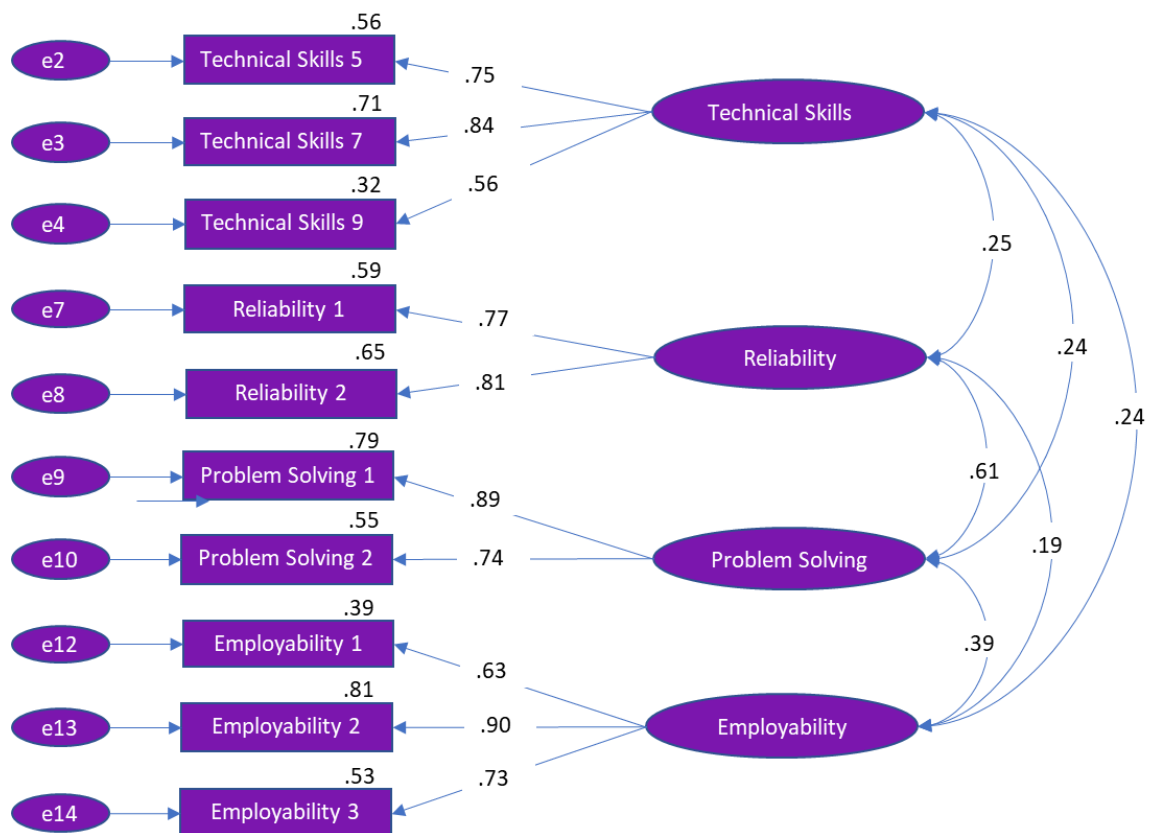 .56
e2 Technical Skills 5
.75
Technical Skills
.71
e3 Technical Skills 7
.84
.32
.56
e4 Technical Skills 9
.25
.59
e7 Reliability 1
.77
.24
.65
Reliability
e8 Reliability 2
.81
.24
.79
e9 Problem Solving 1
.61
.89
.55
.19
e10 Problem Solving 2
.74
Problem Solving
.39
e12 Employability 1
.39
.63
.81
e13 Employability 2
.90
Employability
.53
.73
e14 Employability 3